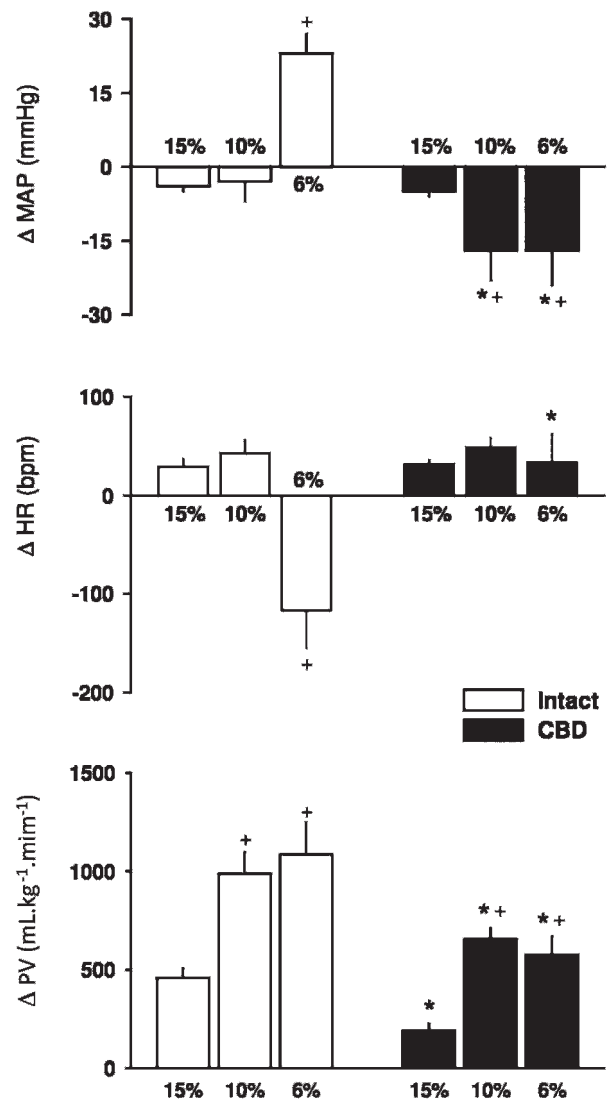 30
+
15
15% 10% 15% 10% 6%
0
6%
Δ MAP (mmHg)
-15
* + * +
-30
100
*
6%
0
15% 10% 15% 10% 6%
Δ HR (bpm)
-100
+
-200
Intact
CBD
1500
+
+
1000
* + * +
Δ PV (mL.kg⁻¹.mim⁻¹)
500
*
0
15% 10% 6% 15% 10% 6%